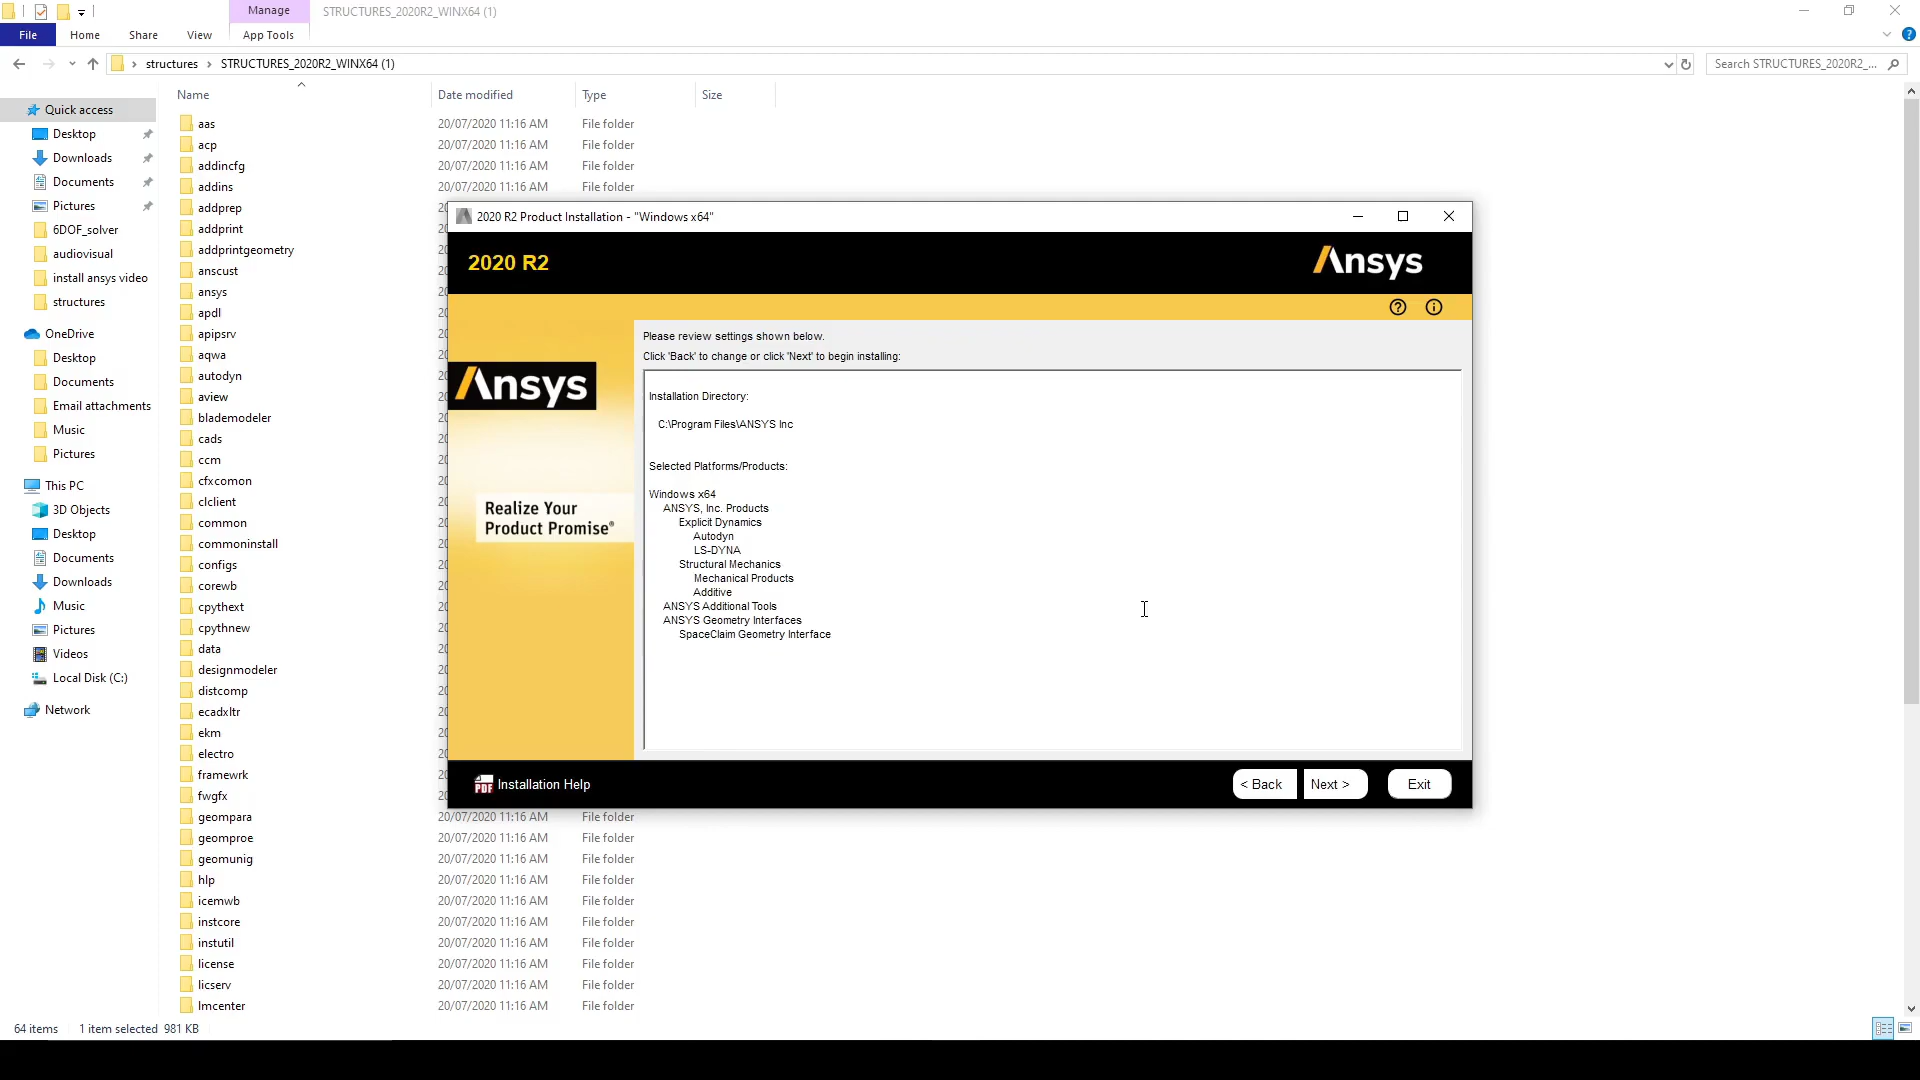 Manage
STRUCTURES_2020R2_WINX64 (1)
File
Home
Share
View
App Tools
structures
STRUCTURES_2020R2_WINX64 (1)
Search STRUCTURES_2020R2_...
Name
Date modified
Type
Size
Quick access
Desktop
Downloads
Documents
Pictures
6DOF_solver
audiovisual
install ansys video
structures
OneDrive
Desktop
Documents
Email attachments
Music
Pictures
This PC
3D Objects
Desktop
Documents
Downloads
Music
Pictures
Videos
Local Disk (C:)
Network
aas 20/07/2020 11:16 AM File folder
acp 20/07/2020 11:16 AM File folder
addincfg 20/07/2020 11:16 AM File folder
addins 20/07/2020 11:16 AM File folder
addprep
addprint
addprintgeometry
anscust
ansys
apdl
apipsrv
aqwa
autodyn
aview
blademodeler
cads
ccm
cfxcomon
clclient
common
commoninstall
configs
corewb
cpythext
cpythnew
data
designmodeler
distcomp
ecadxltr
ekm
electro
framewrk
fwgfx
geompara 20/07/2020 11:16 AM File folder
geomproe 20/07/2020 11:16 AM File folder
geomunig 20/07/2020 11:16 AM File folder
hlp 20/07/2020 11:16 AM File folder
icemwb 20/07/2020 11:16 AM File folder
instcore 20/07/2020 11:16 AM File folder
instutil 20/07/2020 11:16 AM File folder
license 20/07/2020 11:16 AM File folder
licserv 20/07/2020 11:16 AM File folder
lmcenter 20/07/2020 11:16 AM File folder
2020 R2 Product Installation - "Windows x64"
2020 R2
Ansys
Ansys
Realize Your
Product Promise®
Please review settings shown below.
Click 'Back' to change or click 'Next' to begin installing:
Installation Directory:
C:\Program Files\ANSYS Inc
Selected Platforms/Products:
Windows x64
ANSYS, Inc. Products
Explicit Dynamics
Autodyn
LS-DYNA
Structural Mechanics
Mechanical Products
Additive
ANSYS Additional Tools
ANSYS Geometry Interfaces
SpaceClaim Geometry Interface
PDF Installation Help
< Back
Next >
Exit
64 items 1 item selected 981 KB